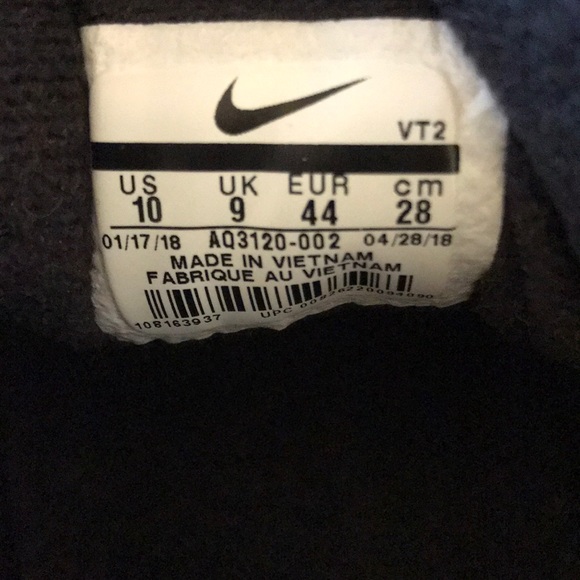 VT2
US UK EUR cm
10 9 44 28
01/17/18 AQ3120-002 04/28/18
MADE IN VIETNAM
FABRIQUE AU VIETNAM
108163937 UPC